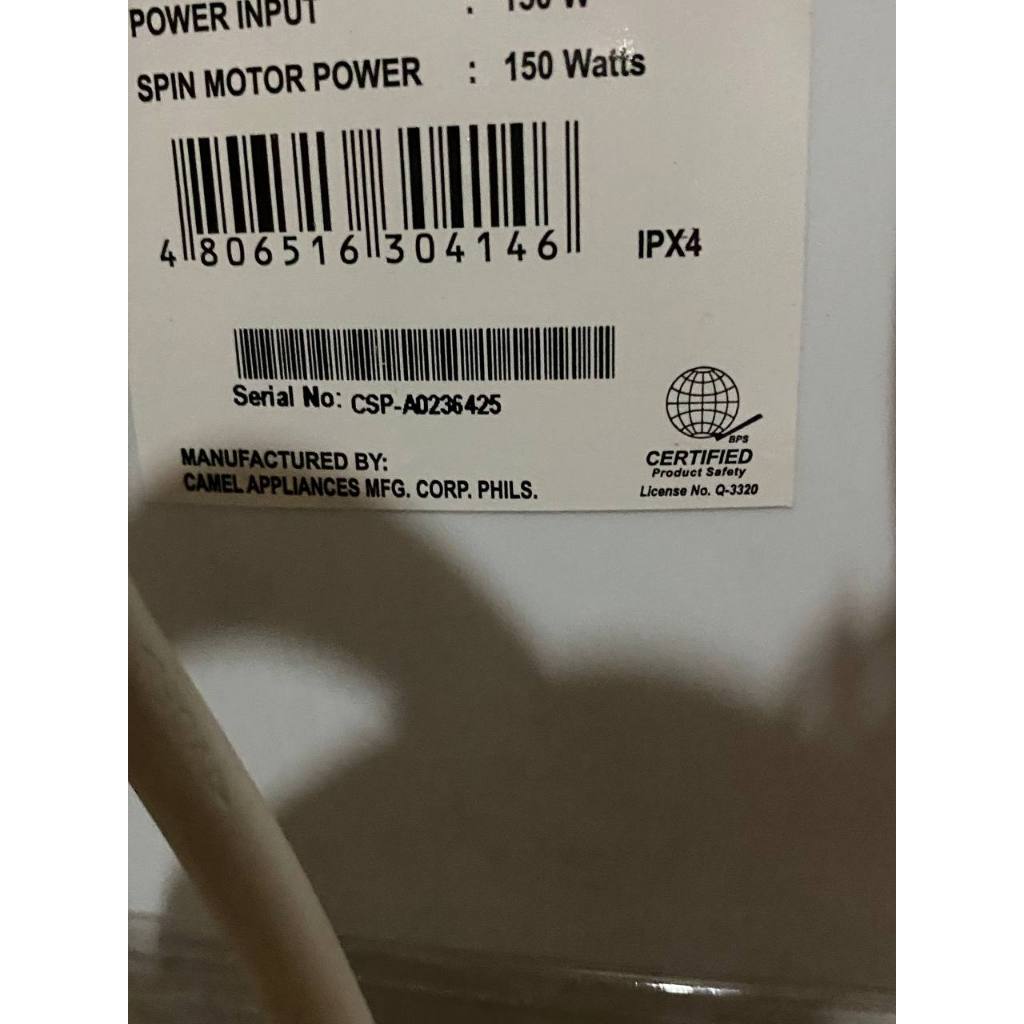 POWER INPUT : 150 W
SPIN MOTOR POWER : 150 Watts
4 806516 304146
IPX4
Serial No: CSP-A0236425
BPS
CERTIFIED
Product Safety
License No. Q-3320
MANUFACTURED BY:
CAMEL APPLIANCES MFG. CORP. PHILS.